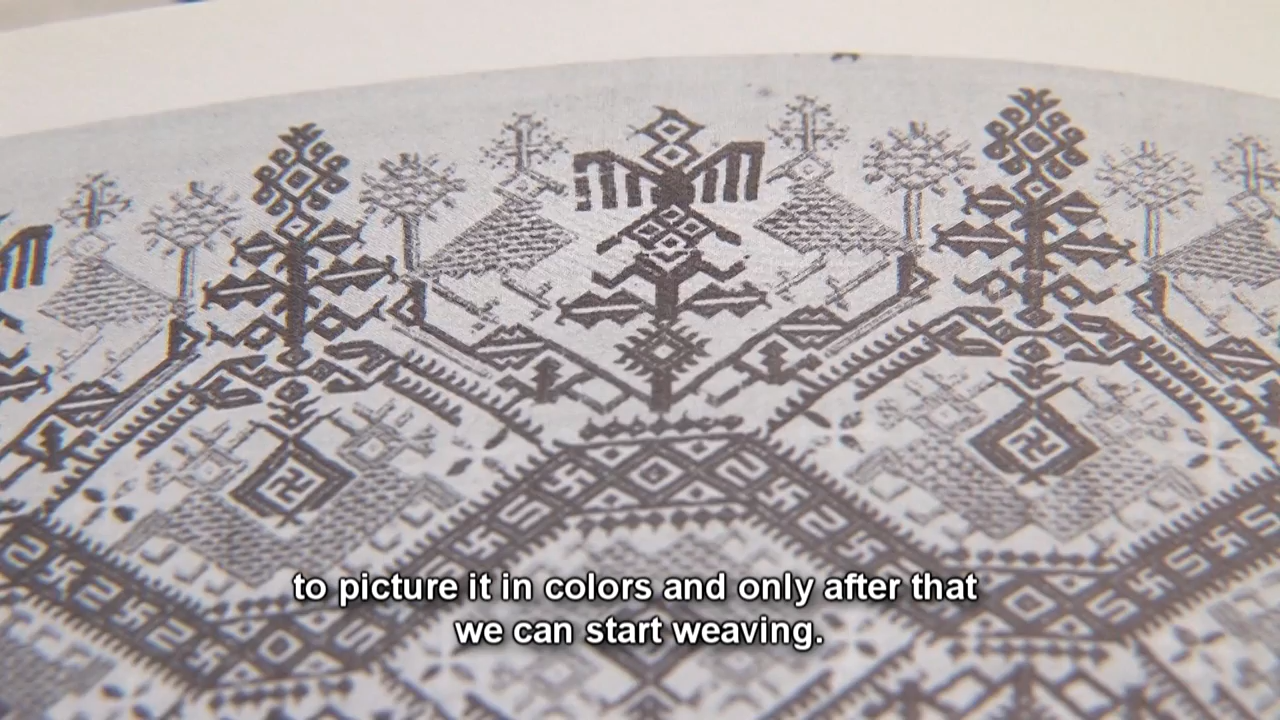 to picture it in colors and only after that
we can start weaving.